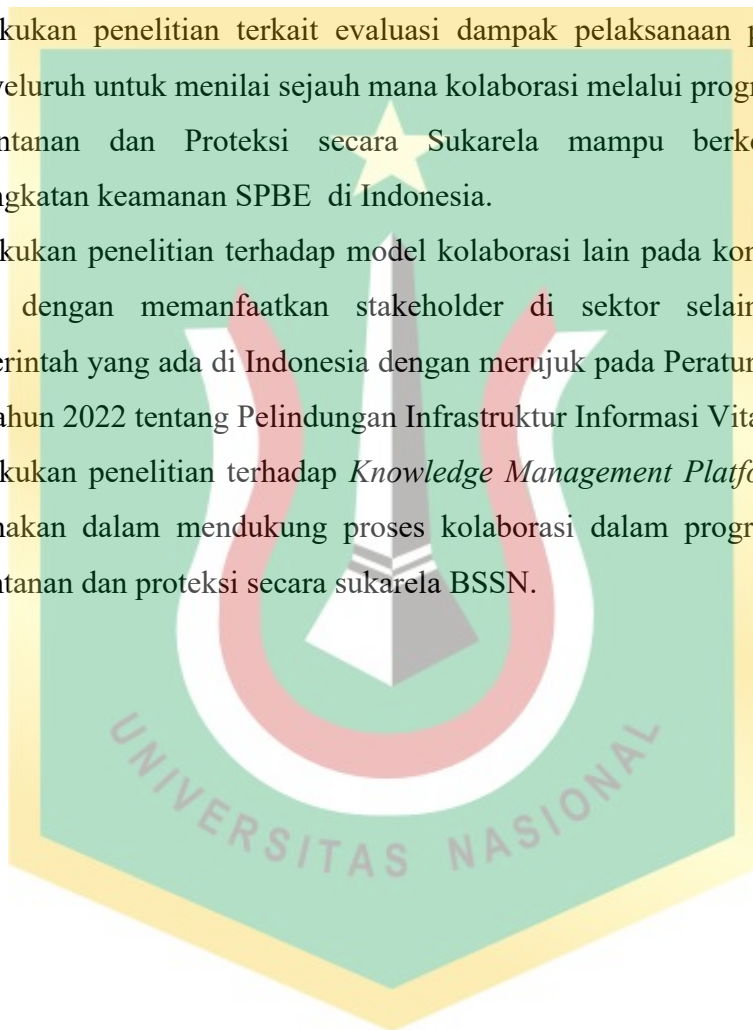 kukan penelitian terkait evaluasi dampak pelaksanaan p
yeluruh untuk menilai sejauh mana kolaborasi melalui progr
ntanan dan Proteksi secara Sukarela mampu berko
ngkatan keamanan SPBE di Indonesia.
kukan penelitian terhadap model kolaborasi lain pada kon
dengan memanfaatkan stakeholder di sektor selain
erintah yang ada di Indonesia dengan merujuk pada Peratur
ahun 2022 tentang Pelindungan Infrastruktur Informasi Vita
kukan penelitian terhadap Knowledge Management Platfo
nakan dalam mendukung proses kolaborasi dalam progr
ntanan dan proteksi secara sukarela BSSN.
UNIVERSITAS NASIONAL